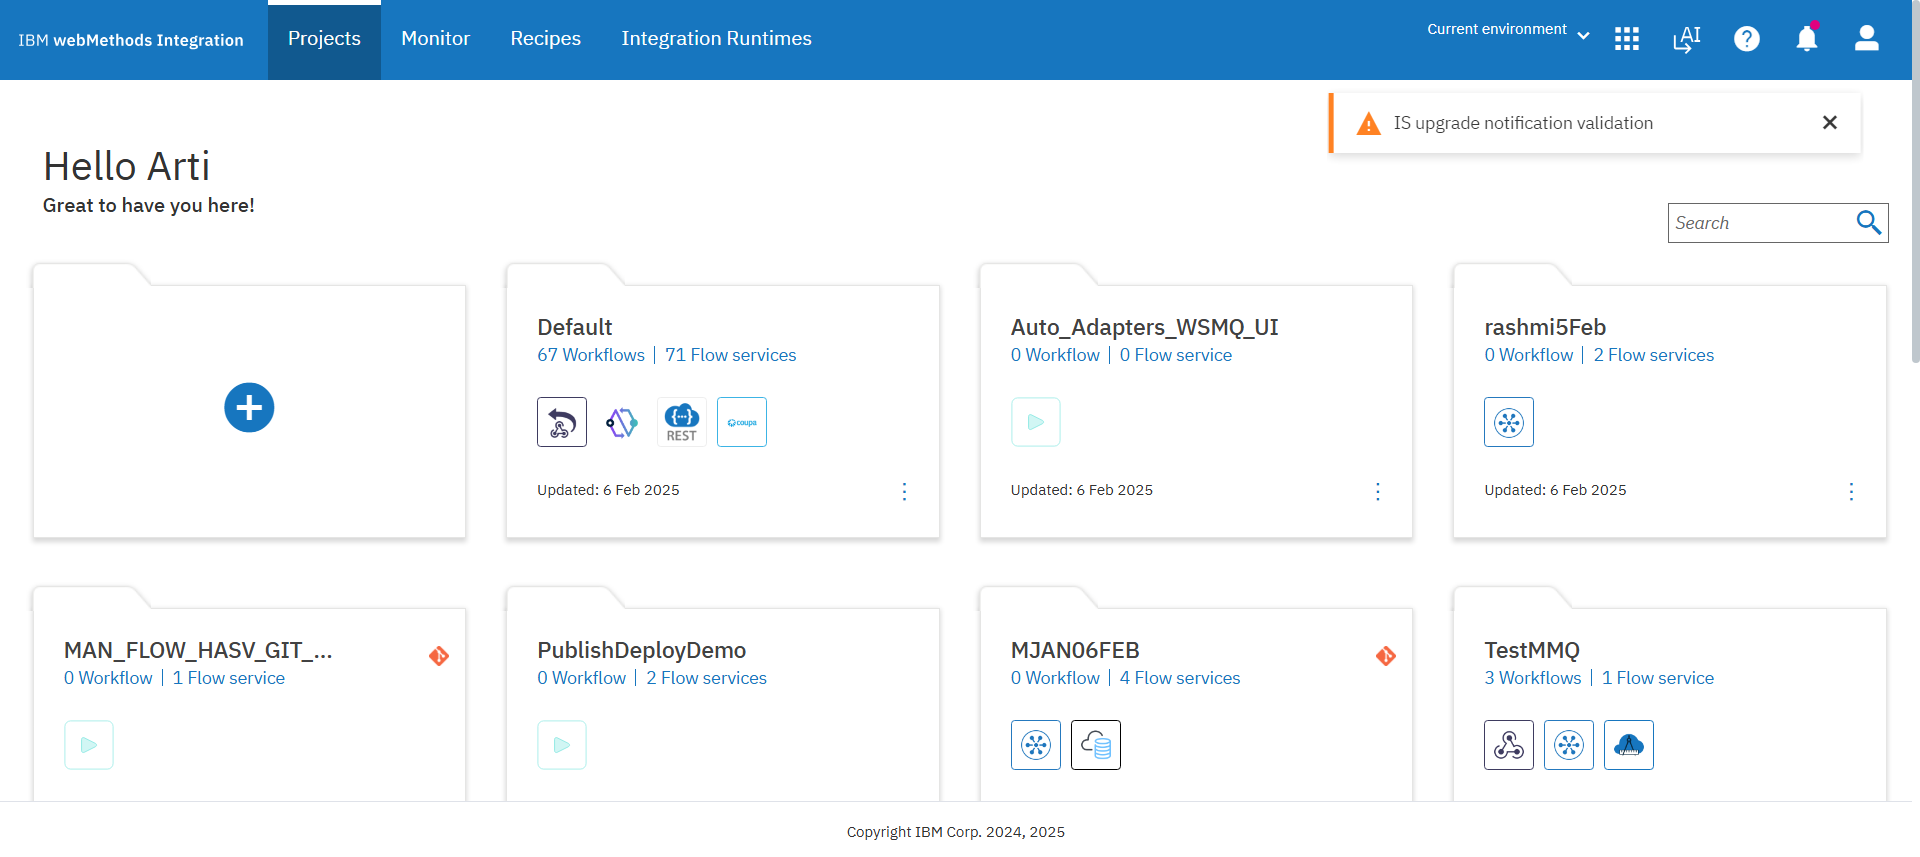 IBM webMethods Integration
Projects
Monitor
Recipes
Integration Runtimes
Current environment
AI
IS upgrade notification validation
Hello Arti
Great to have you here!
Search
Default
67 Workflows | 71 Flow services
REST
coupa
Updated: 6 Feb 2025
Auto_Adapters_WSMQ_UI
0 Workflow | 0 Flow service
Updated: 6 Feb 2025
rashmi5Feb
0 Workflow | 2 Flow services
Updated: 6 Feb 2025
MAN_FLOW_HASV_GIT_...
0 Workflow | 1 Flow service
PublishDeployDemo
0 Workflow | 2 Flow services
MJAN06FEB
0 Workflow | 4 Flow services
TestMMQ
3 Workflows | 1 Flow service
Copyright IBM Corp. 2024, 2025